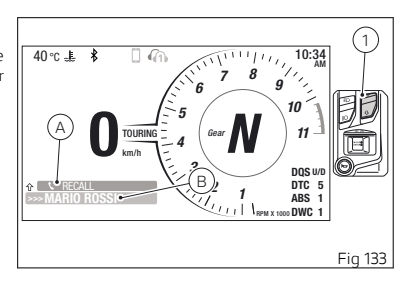 e
r
40 °C
10:34
AM
1
A
0
TOURING
km/h
1
2
3
4
5
6
7
8
9
10
11
Gear
N
DQS U/D
DTC 5
ABS 1
DWC 1
RPM X 1000
RECALL
>>> MARIO ROSSI
B
Fig 133